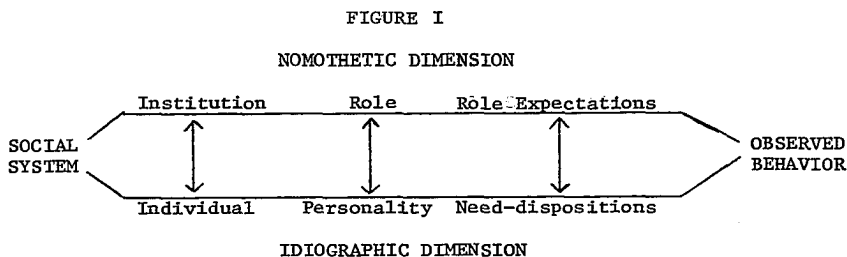 FIGURE I
NOMOTHETIC DIMENSION
Institution Role Role Expectations
SOCIAL SYSTEM
OBSERVED BEHAVIOR
Individual Personality Need-dispositions
IDIOGRAPHIC DIMENSION